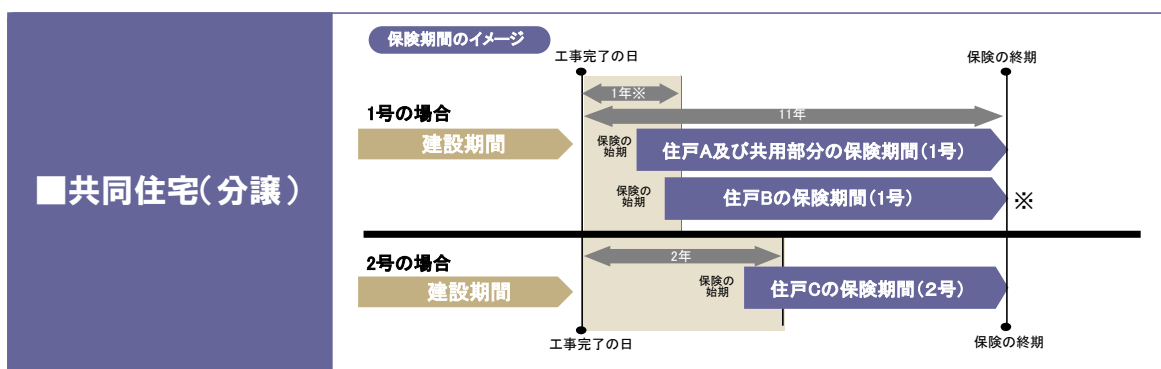 ■共同住宅(分譲)
保険期間のイメージ
工事完了の日
保険の終期
1年※
11年
1号の場合
建設期間
保険の
始期
住戸A及び共用部分の保険期間(1号)
保険の
始期
住戸Bの保険期間(1号)
※
2年
2号の場合
建設期間
保険の
始期
住戸Cの保険期間(2号)
工事完了の日
保険の終期